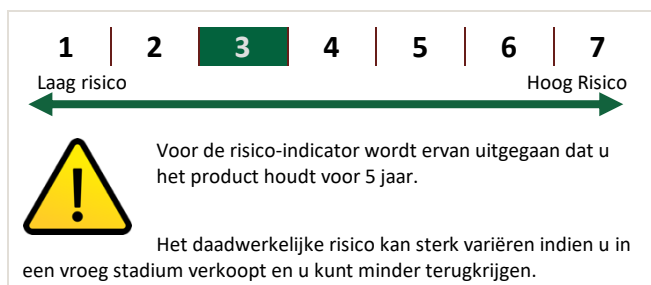 1 2 3 4 5 6 7
Laag risico Hoog Risico
Voor de risico-indicator wordt ervan uitgegaan dat u
het product houdt voor 5 jaar.
Het daadwerkelijke risico kan sterk variëren indien u in
een vroeg stadium verkoopt en u kunt minder terugkrijgen.